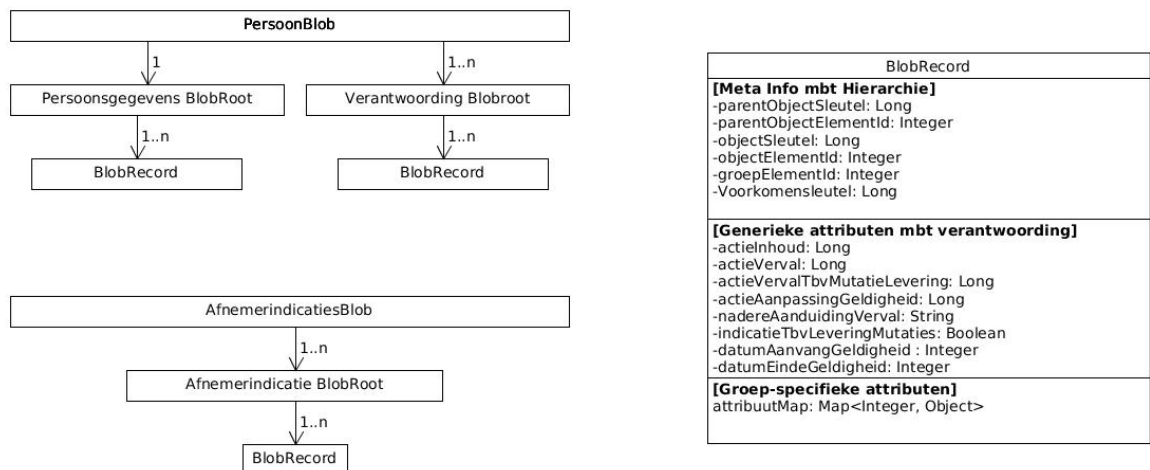 PersoonBlob
1
1..n
Persoonsgegevens BlobRoot
Verantwoording Blobroot
1..n
1..n
BlobRecord
BlobRecord
AfnemerindicatiesBlob
1..n
Afnemerindicatie BlobRoot
1..n
BlobRecord
BlobRecord
[Meta Info mbt Hierarchie]
-parentObjectSleutel: Long
-parentObjectElementId: Integer
-objectSleutel: Long
-objectElementId: Integer
-groepElementId: Integer
-Voorkomensleutel: Long
[Generieke attributen mbt verantwoording]
-actieInhoud: Long
-actieVerval: Long
-actieVervalTbvMutatieLevering: Long
-actieAanpassingGeldigheid: Long
-nadereAanduidingVerval: String
-indicatieTbvLeveringMutaties: Boolean
-datumAanvangGeldigheid : Integer
-datumEindeGeldigheid: Integer
[Groep-specifieke attributen]
attribuutMap: Map<Integer, Object>